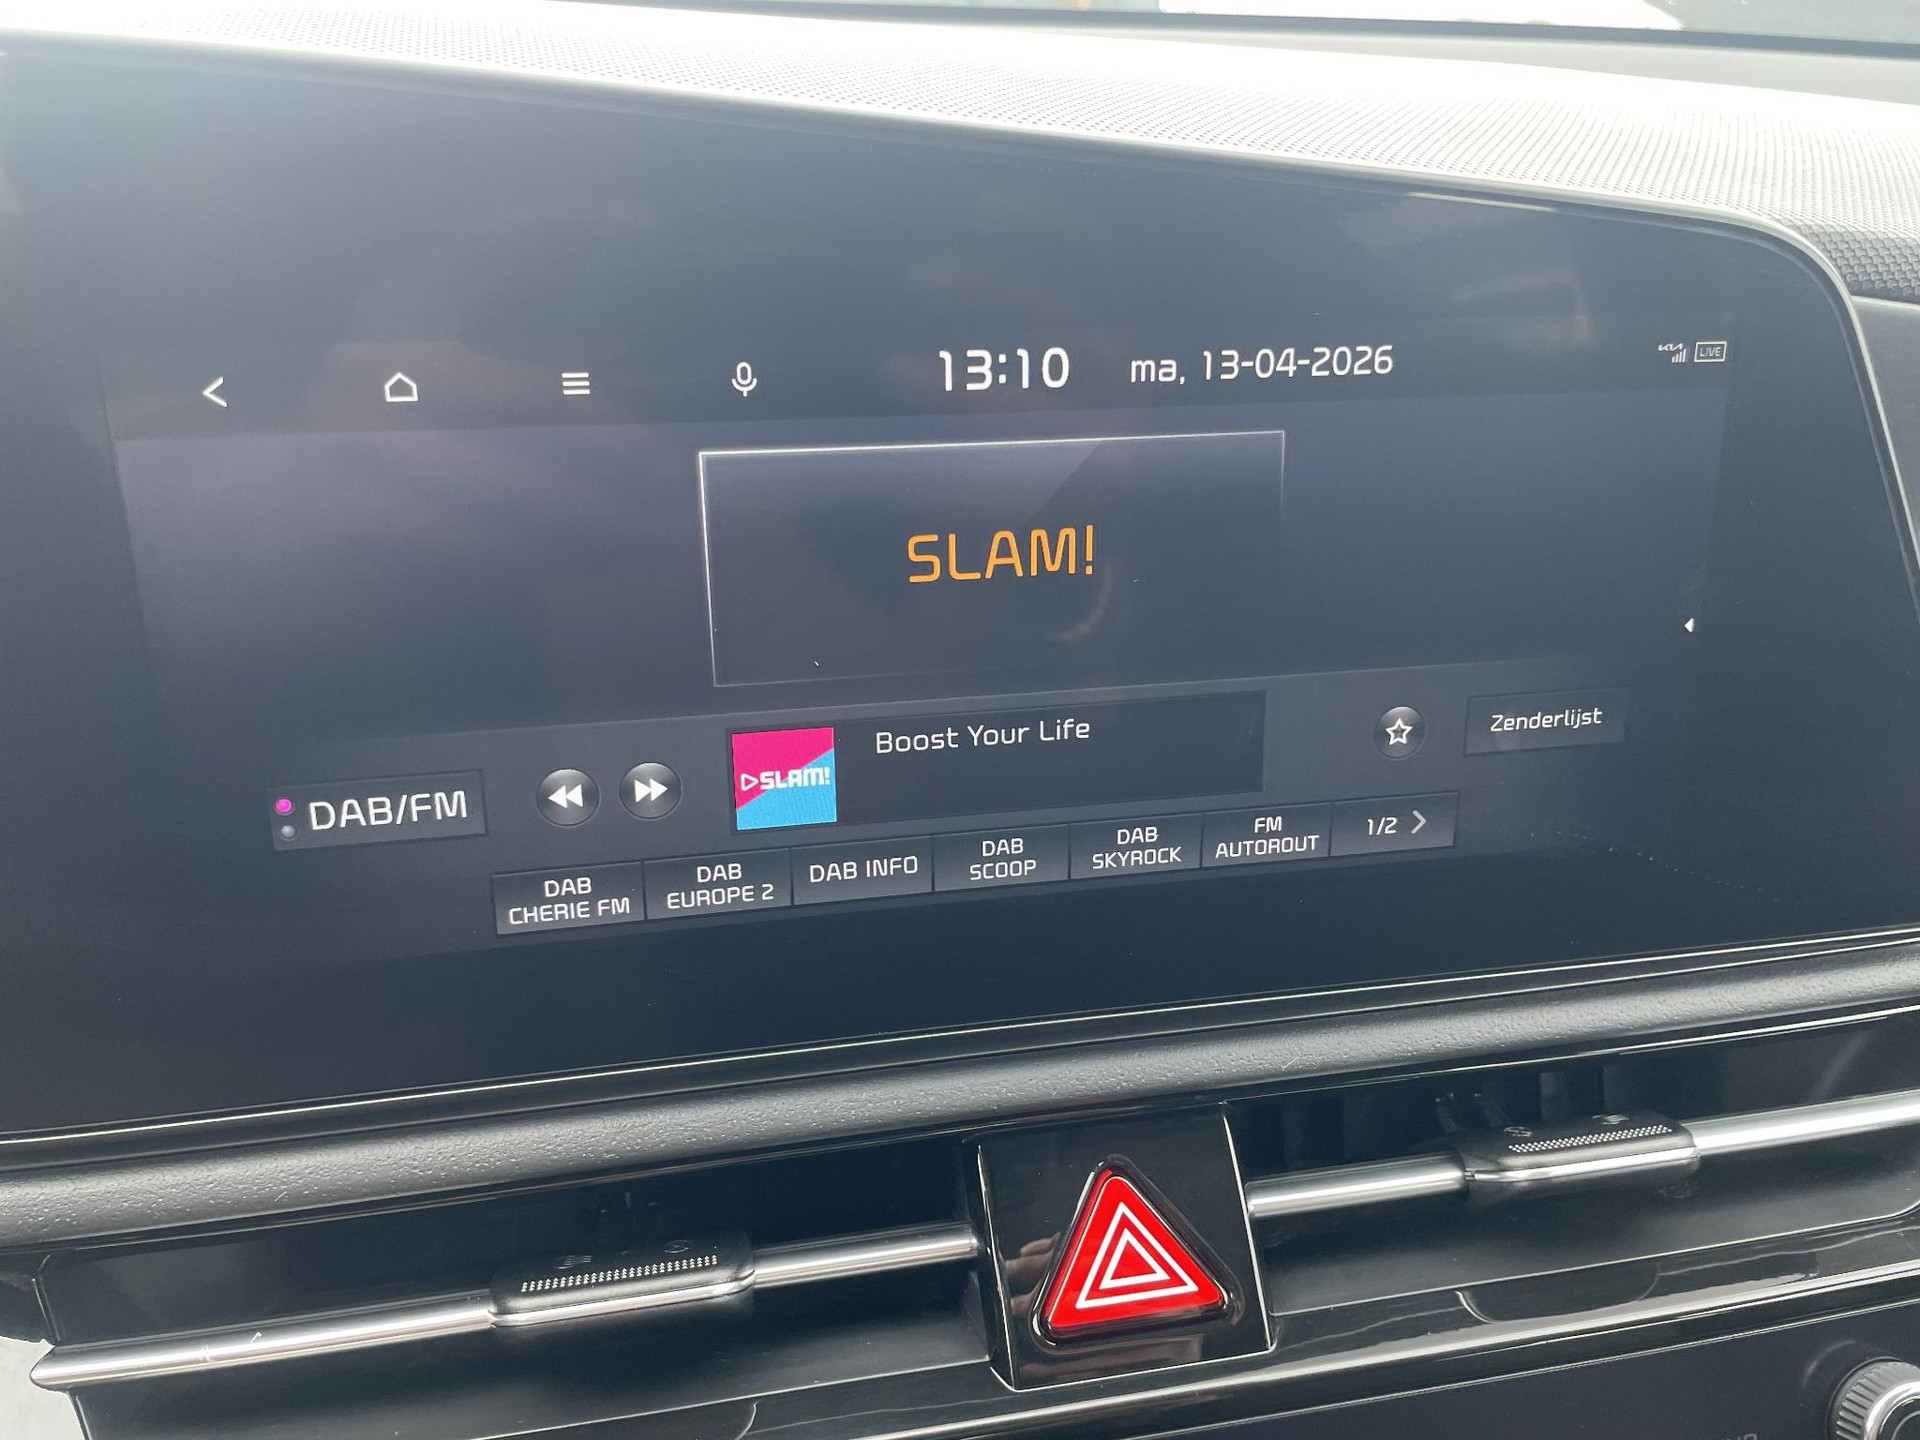 13:10 ma, 13-04-2026 LIVE
SLAM!
Boost Your Life
SLAM!
Zenderlijst
DAB/FM
DAB
CHERIE FM
DAB
EUROPE 2
DAB INFO
DAB
SCOOP
DAB
SKYROCK
FM
AUTOROUT
1/2